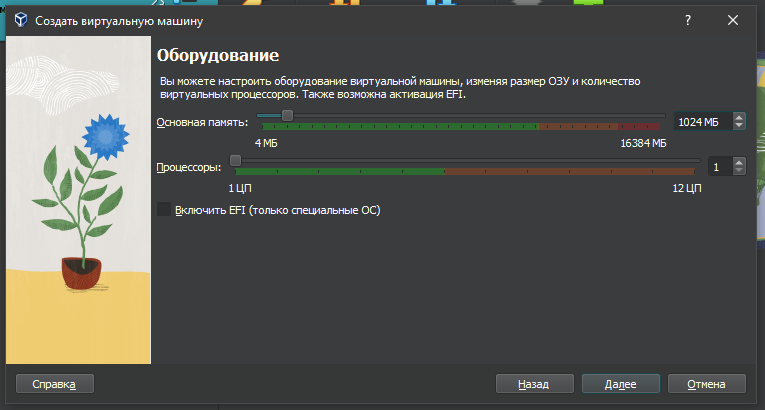 Создать виртуальную машину
?
Оборудование
Вы можете настроить оборудование виртуальной машины, изменяя размер ОЗУ и количество
виртуальных процессоров. Также возможна активация EFI.
Основная память:
1024 МБ
4 МБ
16384 МБ
Процессоры:
1
1 ЦП
12 ЦП
Включить EFI (только специальные ОС)
Справка
Назад
Далее
Отмена